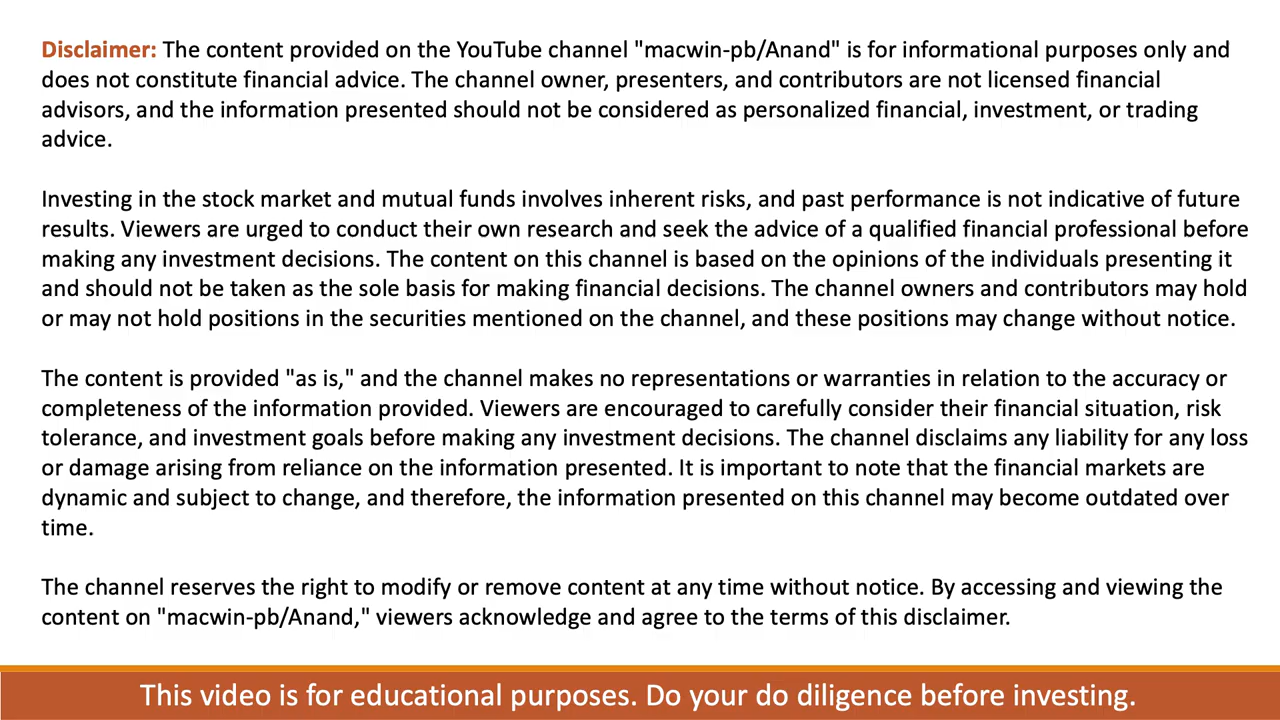 Disclaimer: The content provided on the YouTube channel "macwin-pb/Anand" is for informational purposes only and
does not constitute financial advice. The channel owner, presenters, and contributors are not licensed financial
advisors, and the information presented should not be considered as personalized financial, investment, or trading
advice.
Investing in the stock market and mutual funds involves inherent risks, and past performance is not indicative of future
results. Viewers are urged to conduct their own research and seek the advice of a qualified financial professional before
making any investment decisions. The content on this channel is based on the opinions of the individuals presenting it
and should not be taken as the sole basis for making financial decisions. The channel owners and contributors may hold
or may not hold positions in the securities mentioned on the channel, and these positions may change without notice.
The content is provided "as is," and the channel makes no representations or warranties in relation to the accuracy or
completeness of the information provided. Viewers are encouraged to carefully consider their financial situation, risk
tolerance, and investment goals before making any investment decisions. The channel disclaims any liability for any loss
or damage arising from reliance on the information presented. It is important to note that the financial markets are
dynamic and subject to change, and therefore, the information presented on this channel may become outdated over
time.
The channel reserves the right to modify or remove content at any time without notice. By accessing and viewing the
content on "macwin-pb/Anand," viewers acknowledge and agree to the terms of this disclaimer.
This video is for educational purposes. Do your do diligence before investing.